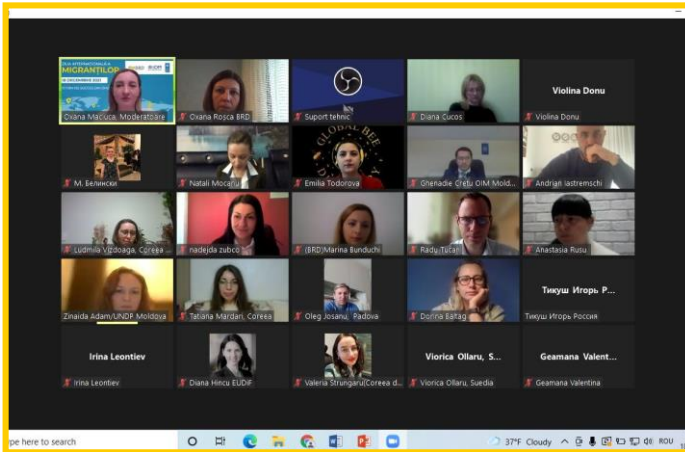 MIGRANȚILOR
Oxana Maciuca, Moderatoare
Oxana Roșca BRD
Suport tehnic
Diana Cucos
Violina Donu
Violina Donu
М. Белински
Natali Mocanu
GLOBAL BEE
Emilia Todorova
Ghenadie Crețu OIM Mold...
Andrian Iastremschi
Ludmila Vizdoaga, Coreea ...
nadejda zubco
(BRD)Marina Bunduchi
Radu Tucal
Anastasia Rusu
Zinaida Adam/UNDP Moldova
Tatiana Mardari, Coreea
Oleg Josanu, Padova
Dorina Baltag
Тикуш Игорь Р...
Тикуш Игорь Россия
Irina Leontiev
Irina Leontiev
Diana Hincu EUDIF
Valeria Strungaru(Coreea d...
Viorica Ollaru, S...
Viorica Ollaru, Suedia
Geamana Valent...
Geamana Valentina
pe here to search
37°F Cloudy
ROU